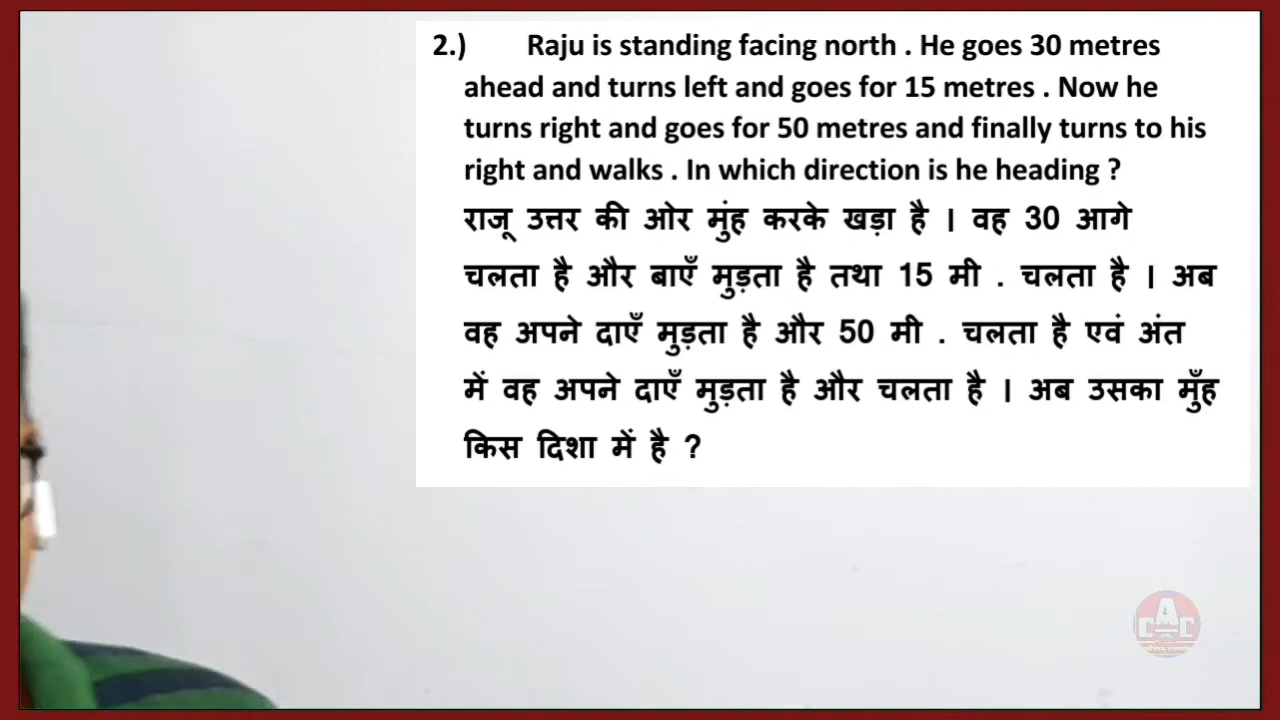 2.) Raju is standing facing north . He goes 30 metres
ahead and turns left and goes for 15 metres . Now he
turns right and goes for 50 metres and finally turns to his
right and walks . In which direction is he heading ?
राजू उत्तर की ओर मुंह करके खड़ा है । वह 30 आगे
चलता है और बाएँ मुड़ता है तथा 15 मी . चलता है । अब
वह अपने दाएँ मुड़ता है और 50 मी . चलता है एवं अंत
में वह अपने दाएँ मुड़ता है और चलता है । अब उसका मुँह
किस दिशा में है ?
CAC